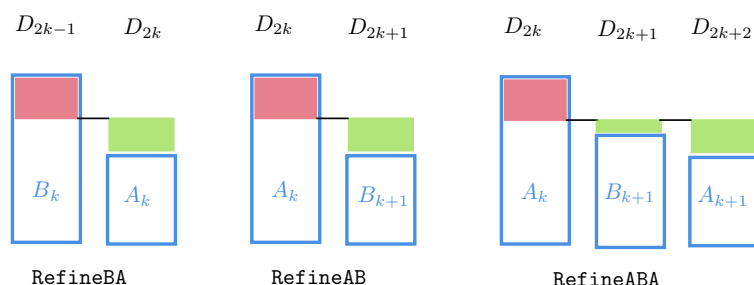 D_{2k-1} D_{2k} D_{2k} D_{2k+1} D_{2k} D_{2k+1} D_{2k+2}
B_k A_k A_k B_{k+1} A_k B_{k+1} A_{k+1}
RefineBA RefineAB RefineABA